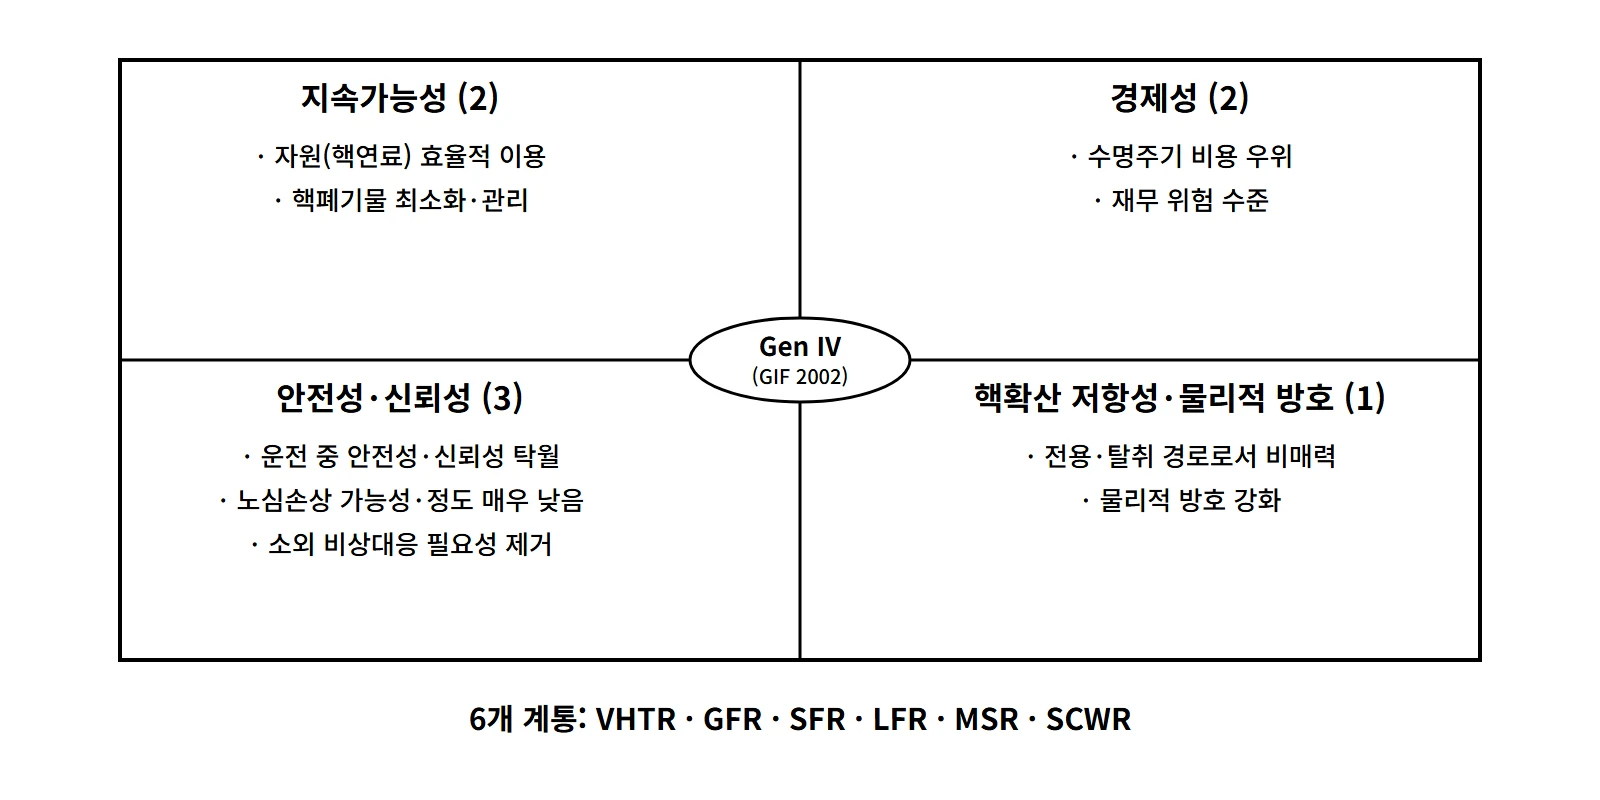 지속가능성 (2)
· 자원(핵연료) 효율적 이용
· 핵폐기물 최소화·관리
경제성 (2)
· 수명주기 비용 우위
· 재무 위험 수준
Gen IV
(GIF 2002)
안전성·신뢰성 (3)
· 운전 중 안전성·신뢰성 탁월
· 노심손상 가능성·정도 매우 낮음
· 소외 비상대응 필요성 제거
핵확산 저항성·물리적 방호 (1)
· 전용·탈취 경로로서 비매력
· 물리적 방호 강화
6개 계통: VHTR · GFR · SFR · LFR · MSR · SCWR